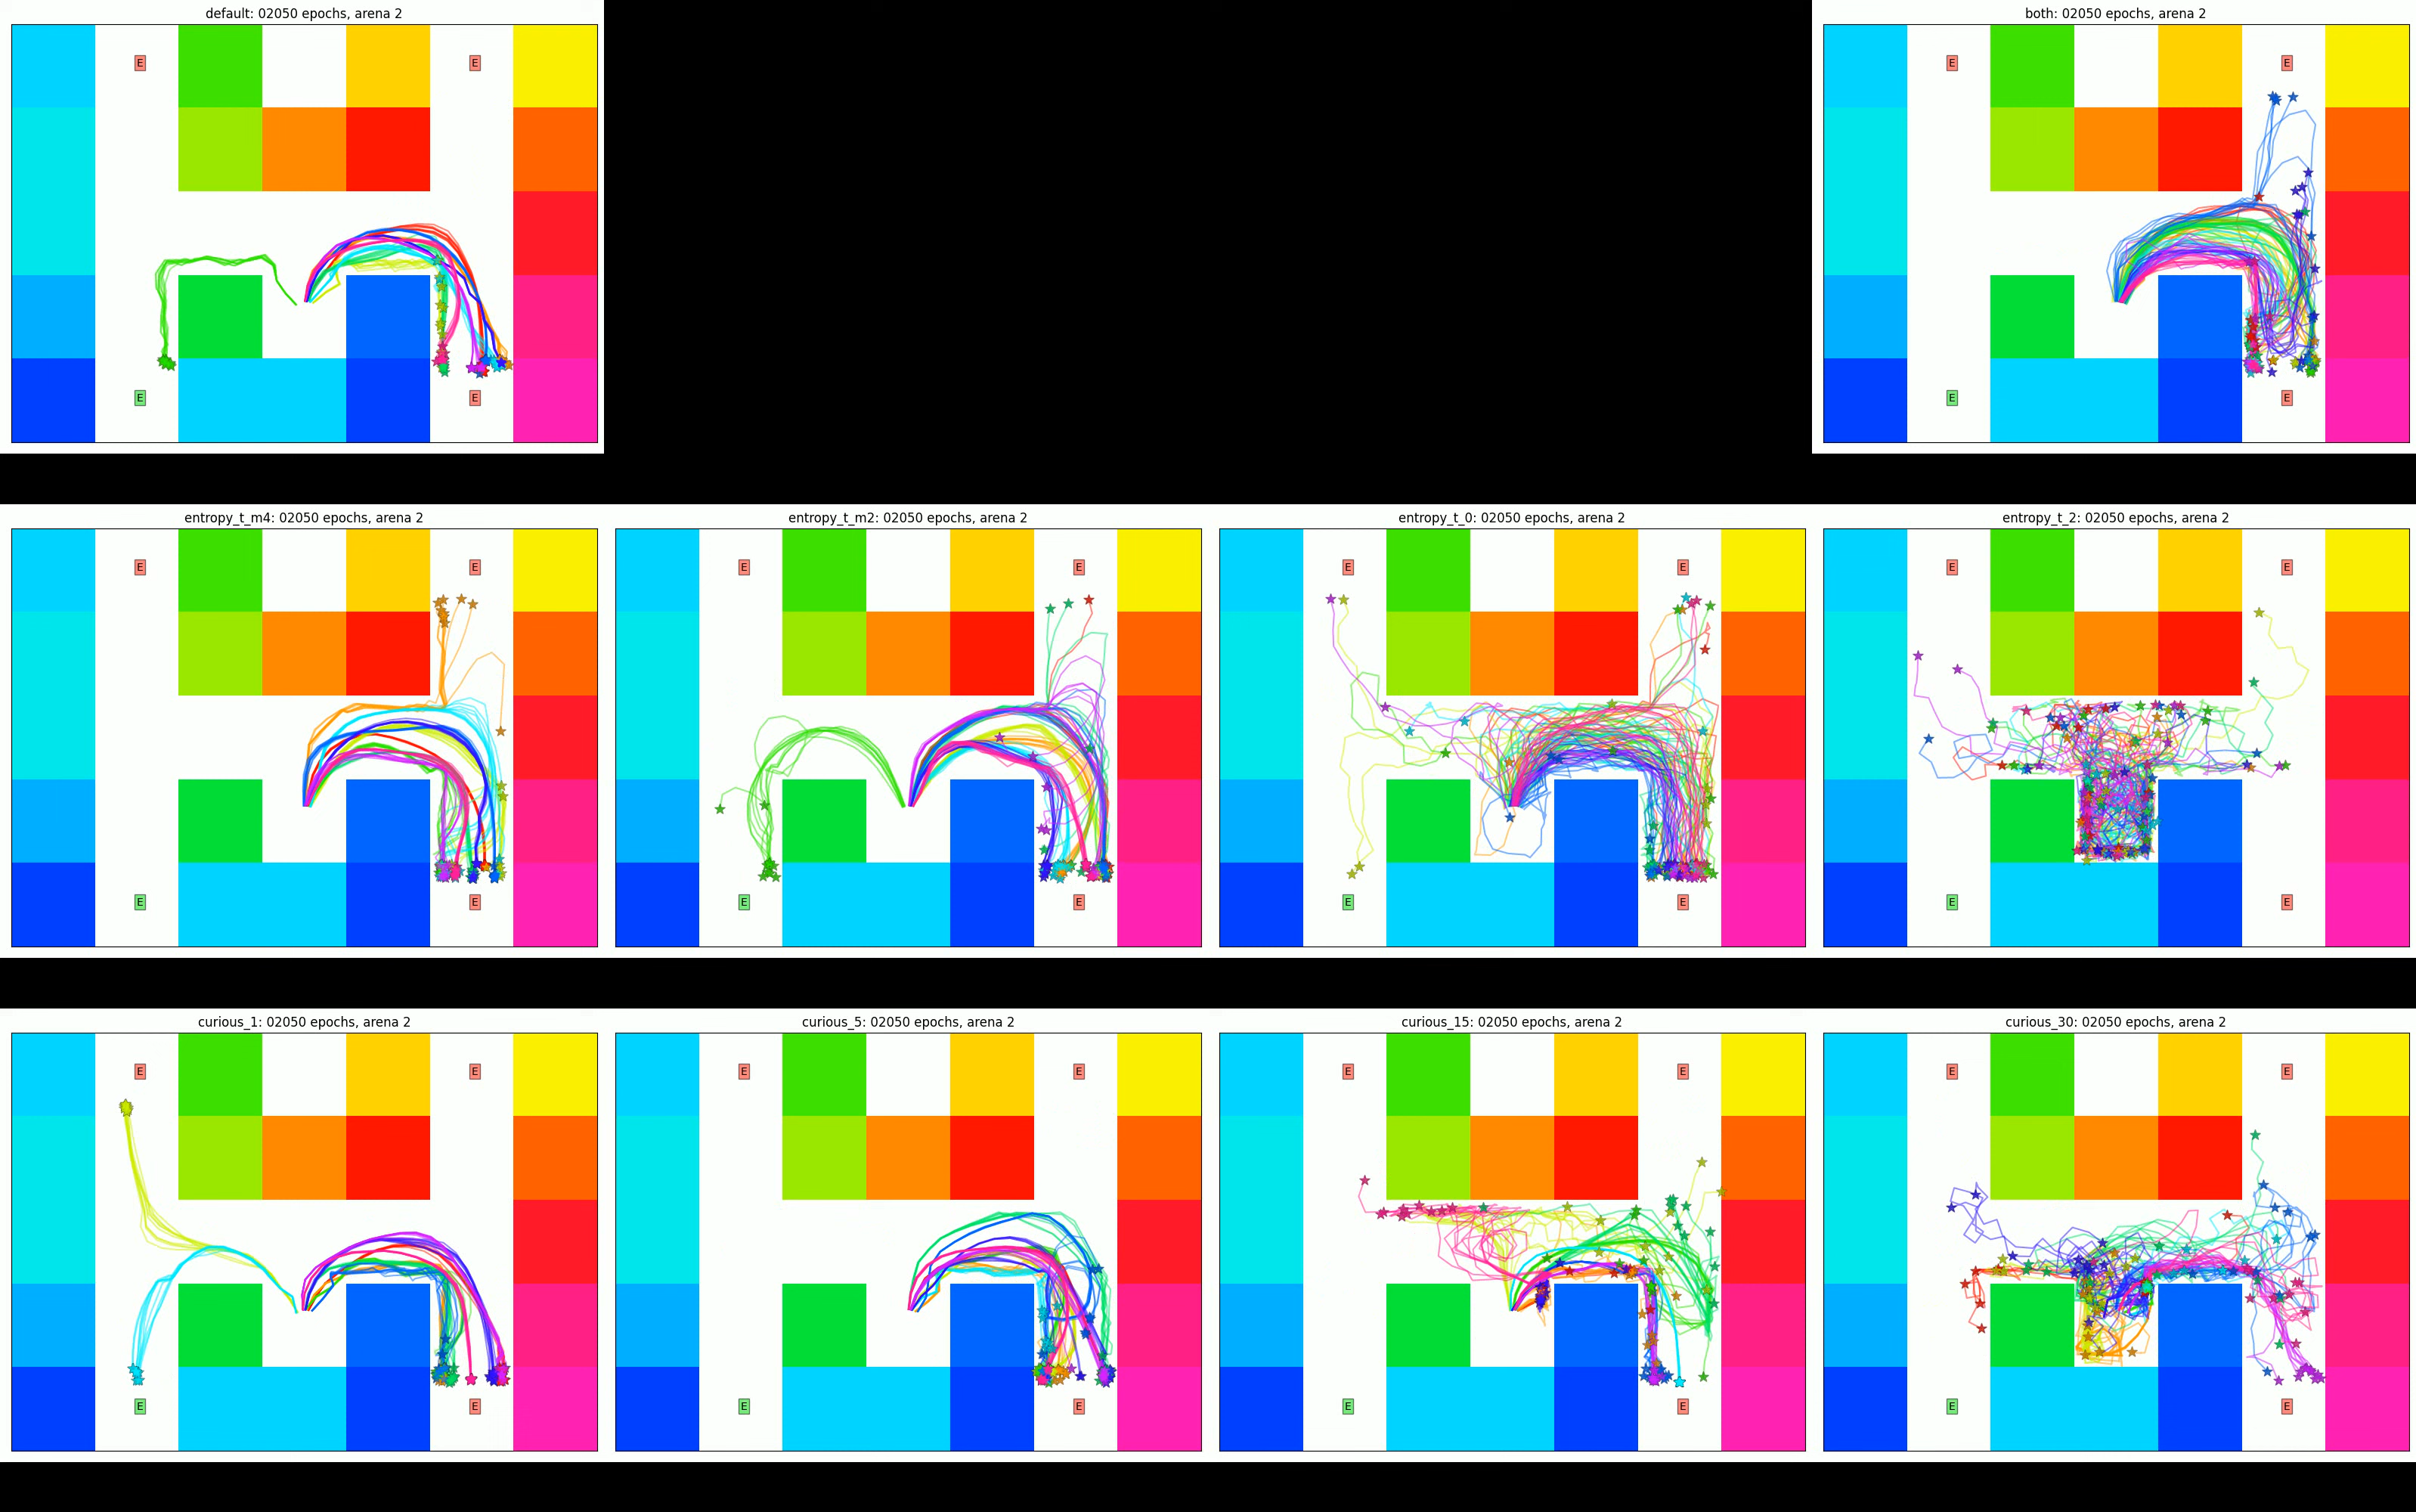 default: 02050 epochs, arena 2
both: 02050 epochs, arena 2
E E E E
E E E E
entropy_t_m4: 02050 epochs, arena 2
entropy_t_m2: 02050 epochs, arena 2
entropy_t_0: 02050 epochs, arena 2
entropy_t_2: 02050 epochs, arena 2
E E E E E E E E
E E E E E E E E
curious_1: 02050 epochs, arena 2
curious_5: 02050 epochs, arena 2
curious_15: 02050 epochs, arena 2
curious_30: 02050 epochs, arena 2
E E E E E E E E
E E E E E E E E